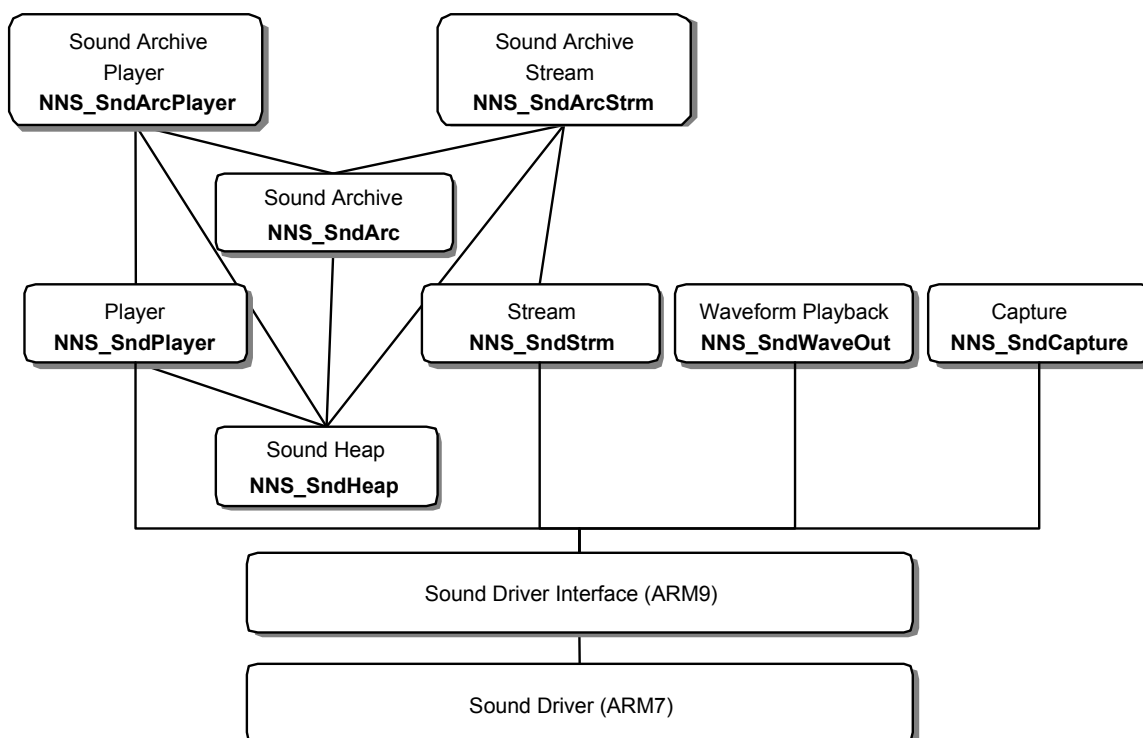 Sound Archive
Player
NNS_SndArcPlayer
Sound Archive
Stream
NNS_SndArcStrm
Sound Archive
NNS_SndArc
Player
NNS_SndPlayer
Stream
NNS_SndStrm
Waveform Playback
NNS_SndWaveOut
Capture
NNS_SndCapture
Sound Heap
NNS_SndHeap
Sound Driver Interface (ARM9)
Sound Driver (ARM7)